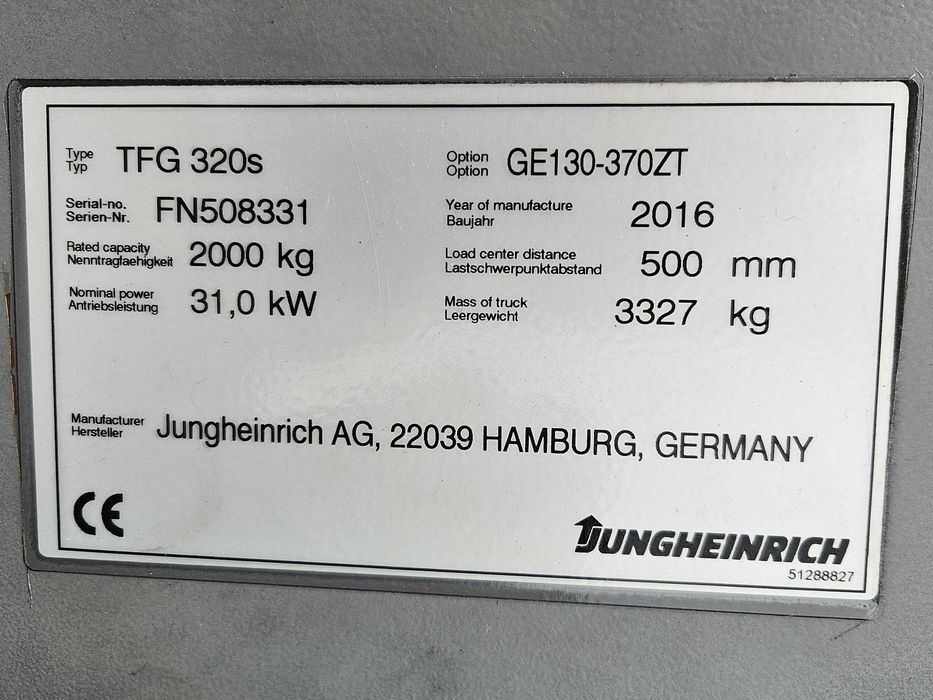 Type TFG 320s Option GE130-370ZT
Typ Option
Serial-no. FN508331 Year of manufacture 2016
Serien-Nr. Baujahr
Rated capacity 2000 kg Load center distance 500 mm
Nenntragfaehigkeit Lastschwerpunktabstand
Nominal power 31,0 kW Mass of truck 3327 kg
Antriebsleistung Leergewicht
Manufacturer Jungheinrich AG, 22039 HAMBURG, GERMANY
Hersteller
CE
JUNGHEINRICH
51288827